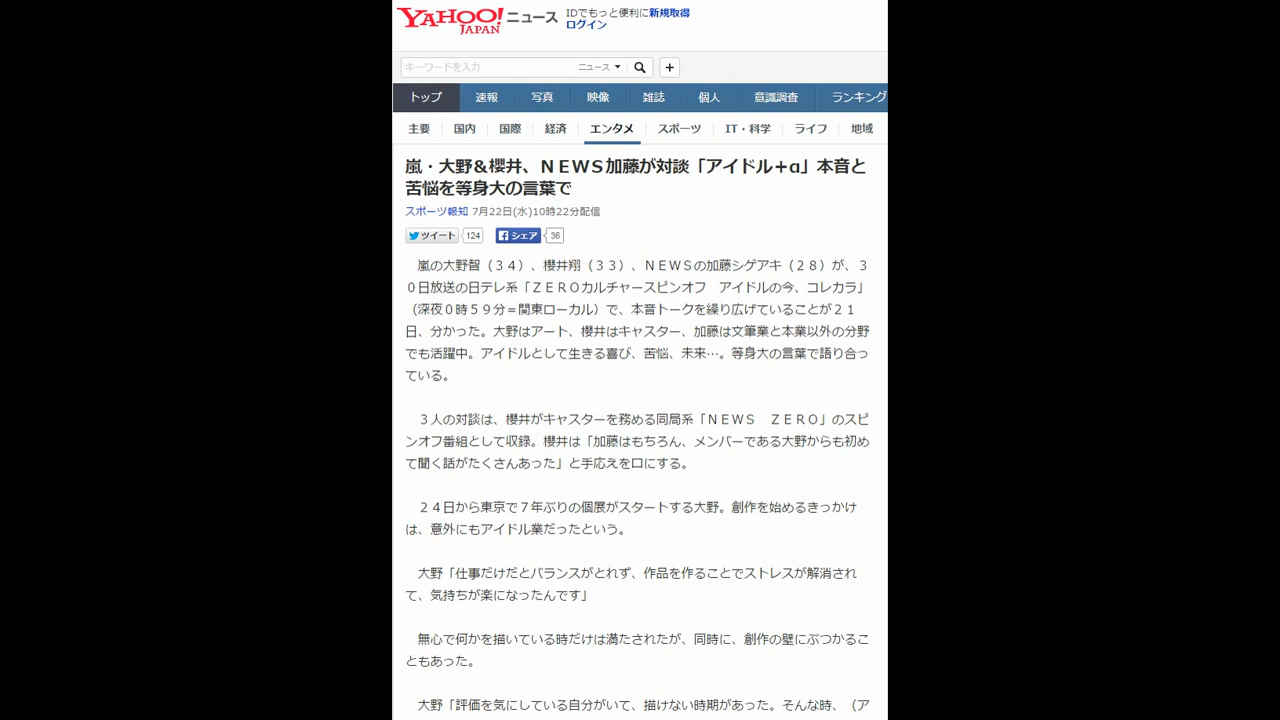 YAHOO! JAPAN ニュース
IDでもっと便利に新規取得
ログイン
キーワードを入力
ニュース
+
トップ 速報 写真 映像 雑誌 個人 意識調査 ランキング
主要 国内 国際 経済 エンタメ スポーツ IT・科学 ライフ 地域
嵐・大野&櫻井、ＮＥＷＳ加藤が対談「アイドル＋α」本音と
苦悩を等身大の言葉で
スポーツ報知 7月22日(水)10時22分配信
ツイート 124 シェア 36
嵐の大野智（３４）、櫻井翔（３３）、ＮＥＷＳの加藤シゲアキ（２８）が、３
０日放送の日テレ系「ＺＥＲＯカルチャースピンオフ　アイドルの今、コレカラ」
（深夜０時５９分＝関東ローカル）で、本音トークを繰り広げていることが２１
日、分かった。大野はアート、櫻井はキャスター、加藤は文筆業と本業以外の分野
でも活躍中。アイドルとして生きる喜び、苦悩、未来…。等身大の言葉で語り合っ
ている。
３人の対談は、櫻井がキャスターを務める同局系「ＮＥＷＳ　ＺＥＲＯ」のスピ
ンオフ番組として収録。櫻井は「加藤はもちろん、メンバーである大野からも初め
て聞く話がたくさんあった」と手応えを口にする。
２４日から東京で７年ぶりの個展がスタートする大野。創作を始めるきっかけ
は、意外にもアイドル業だったという。
大野「仕事だけだとバランスがとれず、作品を作ることでストレスが解消され
て、気持ちが楽になったんです」
無心で何かを描いている時だけは満たされたが、同時に、創作の壁にぶつかるこ
ともあった。
大野「評価を気にしている自分がいて、描けない時期があった。そんな時、（ア